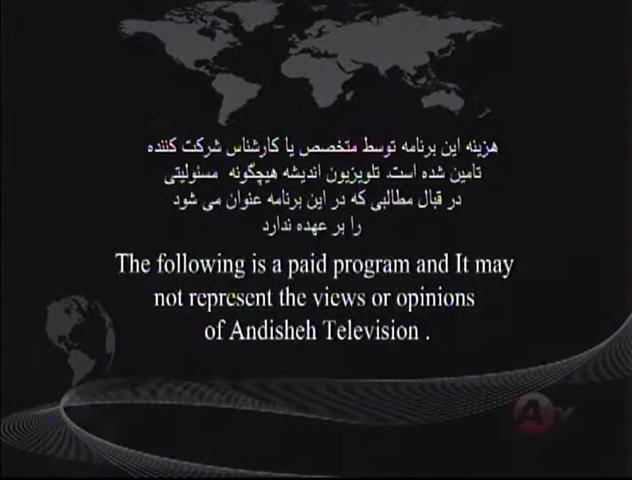 هزینه این برنامه توسط متخصص یا کارشناس شرکت کننده
تامین شده است. تلویزیون اندیشه هیچگونه مسئولیتی
در قبال مطالبی که در این برنامه عنوان می شود
را بر عهده ندارد
The following is a paid program and It may
not represent the views or opinions
of Andisheh Television .
ATV